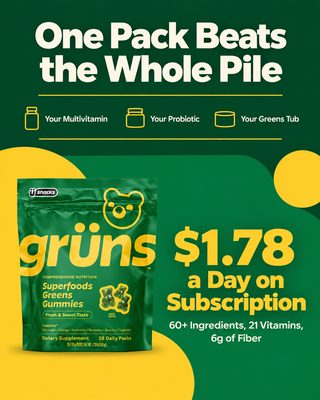 One Pack Beats
the Whole Pile
Your Multivitamin
Your Probiotic
Your Greens Tub
snacks
grüns
COMPREHENSIVE NUTRITION
Superfoods
Greens
Gummies
Fresh & Sweet Taste
Supports:
Dietary Supplement
28 Daily Packs
$1.78
a Day on
Subscription
60+ Ingredients, 21 Vitamins,
6g of Fiber